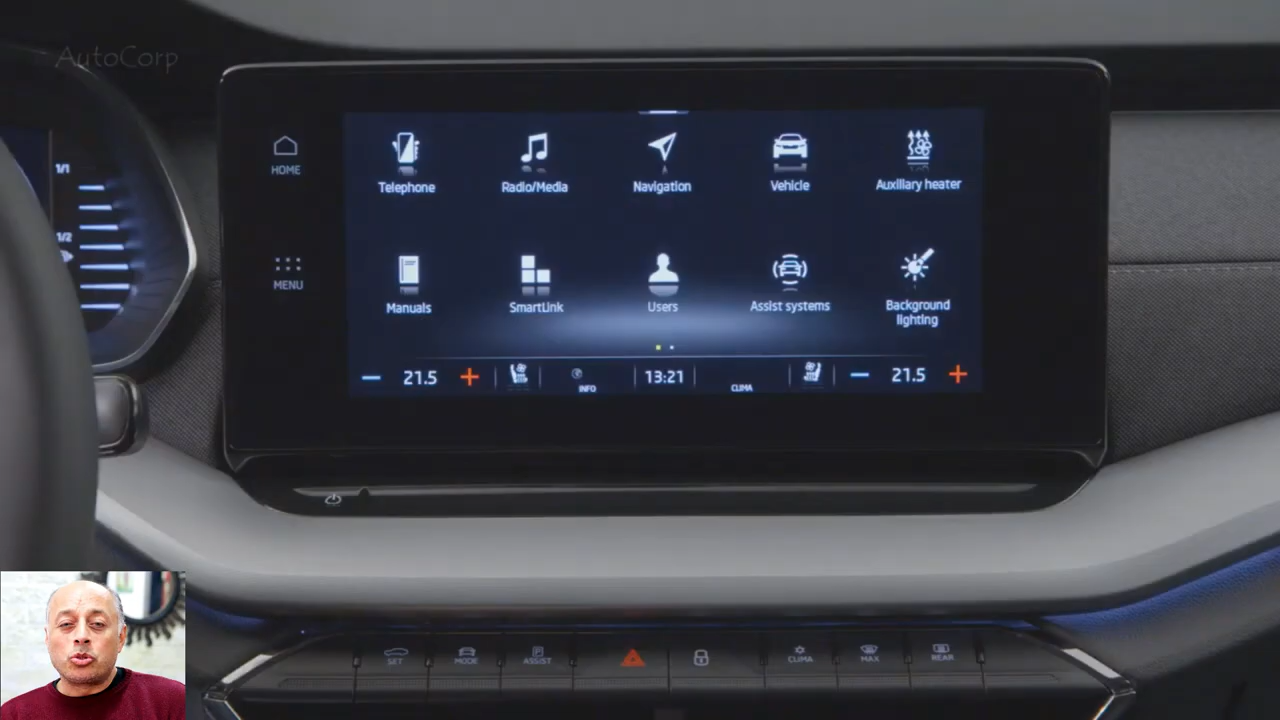 AutoCorp
1/1
1/2
HOME
MENU
Telephone
Radio/Media
Navigation
Vehicle
Auxiliary heater
Manuals
SmartLink
Users
Assist systems
Background
lighting
21.5
INFO
13:21
CLIMA
21.5
SET
MODE
ASSIST
CLIMA
MAX
REAR